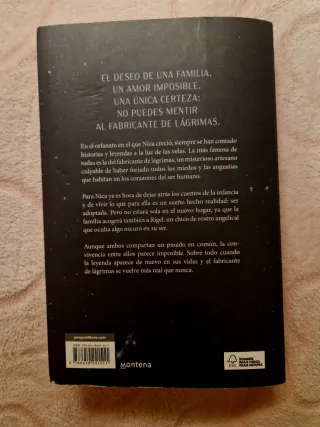 EL DESEO DE UNA FAMILIA.
UN AMOR IMPOSIBLE.
UNA ÚNICA CERTEZA:
NO PUEDES MENTIR
AL FABRICANTE DE LÁGRIMAS.
En el orfanato en el que Nica creció, siempre se han contado
historias y leyendas a la luz de las velas. La más famosa de
todas es la del fabricante de lágrimas, un misterioso artesano
culpable de haber forjado todos los miedos y las angustias
que habitan en los corazones del ser humano.
Para Nica ya es hora de dejar atrás los cuentos de la infancia
y de vivir lo que para ella es un sueño hecho realidad: ser
adoptada. Pero no estará sola en el nuevo hogar, ya que
la familia acogerá también a Rigel, un chico de rostro angelical
que oculta algo oscuro en su ser.
Aunque ambos compartan un pasado en común, la con-
vivencia entre ellos parece imposible. Sobre todo cuando
la leyenda aparece de nuevo en sus vidas y el fabricante
de lágrimas se vuelve más real que nunca.
Montena
FSC